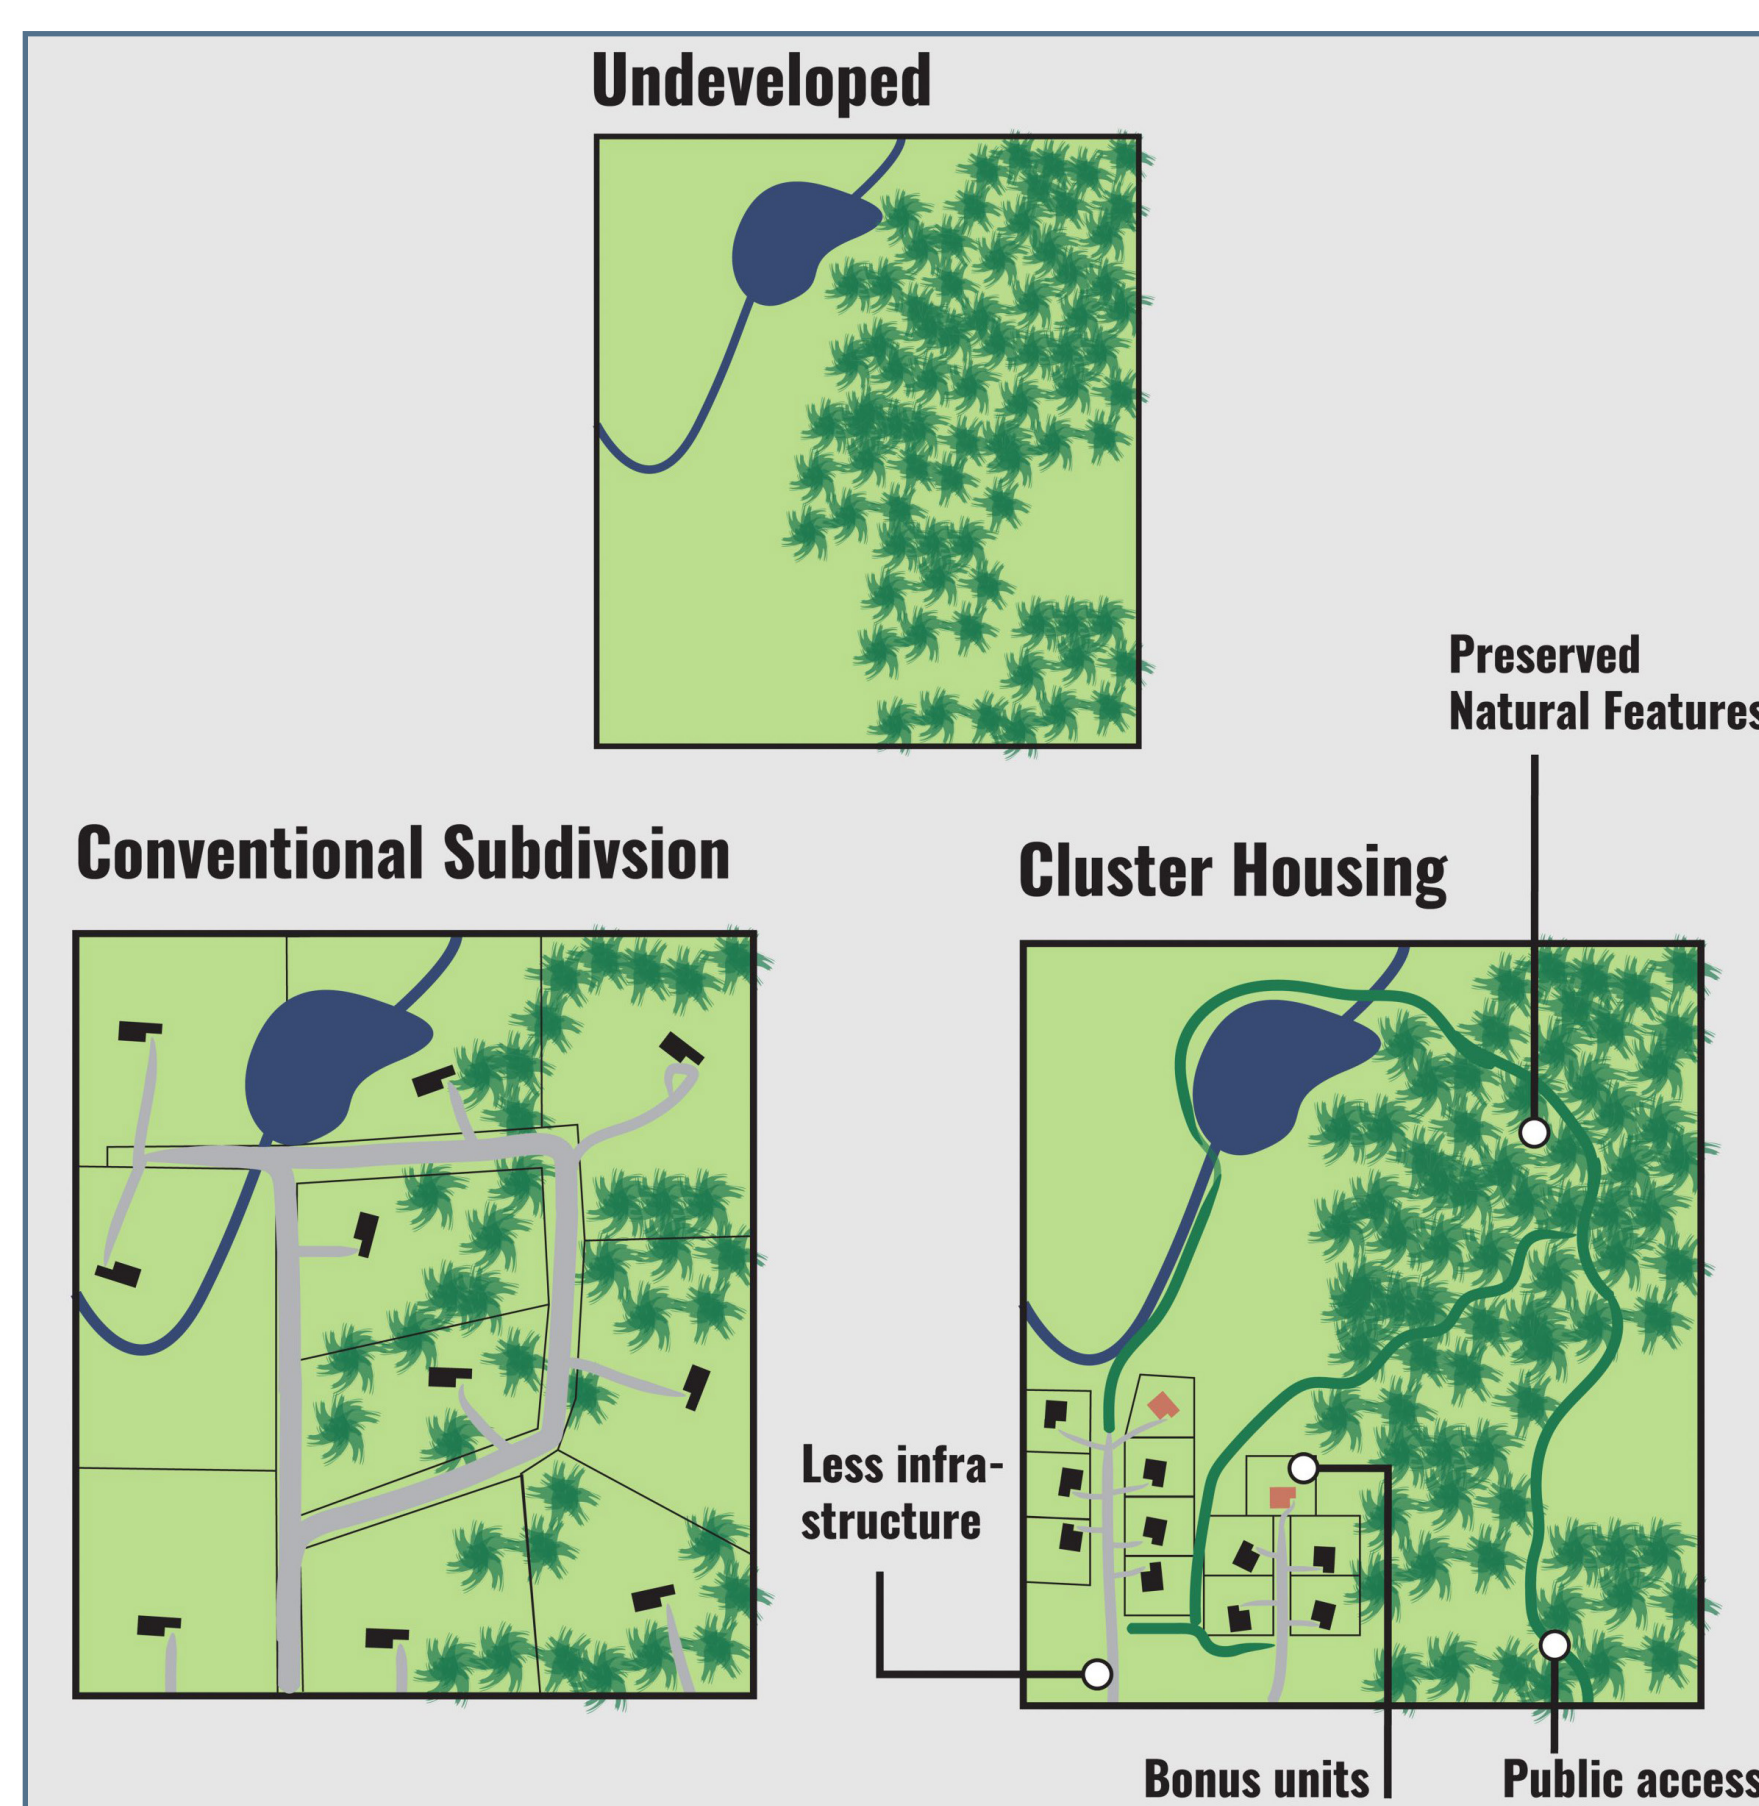 Undeveloped
Preserved
Natural Features
Conventional Subdivsion
Cluster Housing
Less infra-
structure
Bonus units
Public access